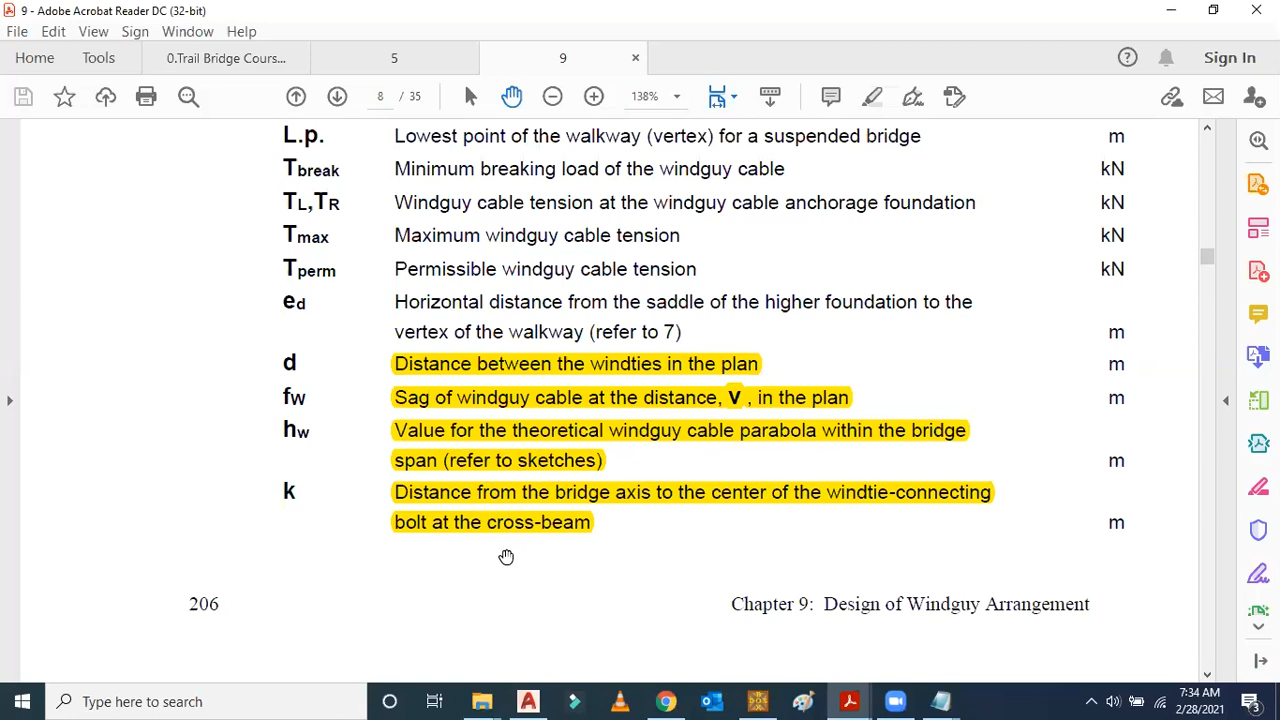 9 - Adobe Acrobat Reader DC (32-bit)
File Edit View Sign Window Help
Home Tools 0.Trail Bridge Cours... 5 9 × Sign In
8 / 35 138%
L.p. Lowest point of the walkway (vertex) for a suspended bridge m
Tbreak Minimum breaking load of the windguy cable kN
TL,TR Windguy cable tension at the windguy cable anchorage foundation kN
Tmax Maximum windguy cable tension kN
Tperm Permissible windguy cable tension kN
ed Horizontal distance from the saddle of the higher foundation to the
vertex of the walkway (refer to 7) m
d Distance between the windties in the plan m
fw Sag of windguy cable at the distance, V , in the plan m
hw Value for the theoretical windguy cable parabola within the bridge
span (refer to sketches) m
k Distance from the bridge axis to the center of the windtie-connecting
bolt at the cross-beam m
206 Chapter 9: Design of Windguy Arrangement
Type here to search
7:34 AM
2/28/2021
3